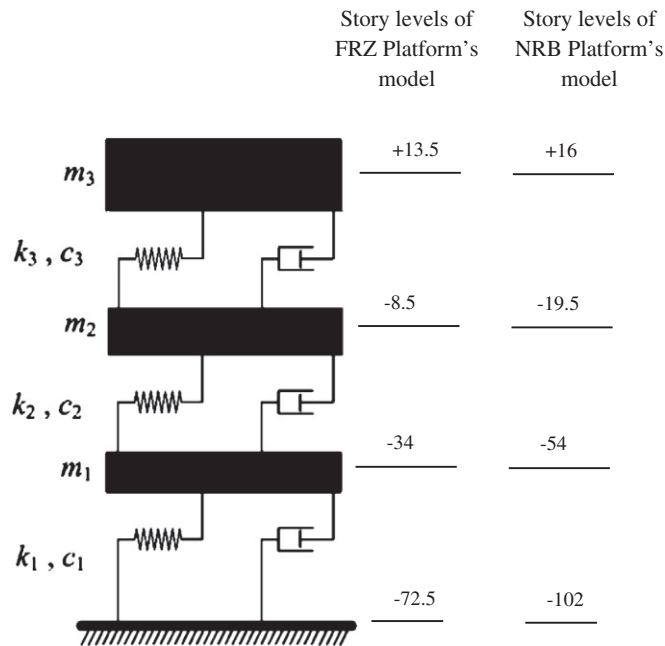 Story levels of
FRZ Platform's
model
Story levels of
NRB Platform's
model
m3
+13.5
+16
k3 , c3
m2
-8.5
-19.5
k2 , c2
m1
-34
-54
k1 , c1
-72.5
-102